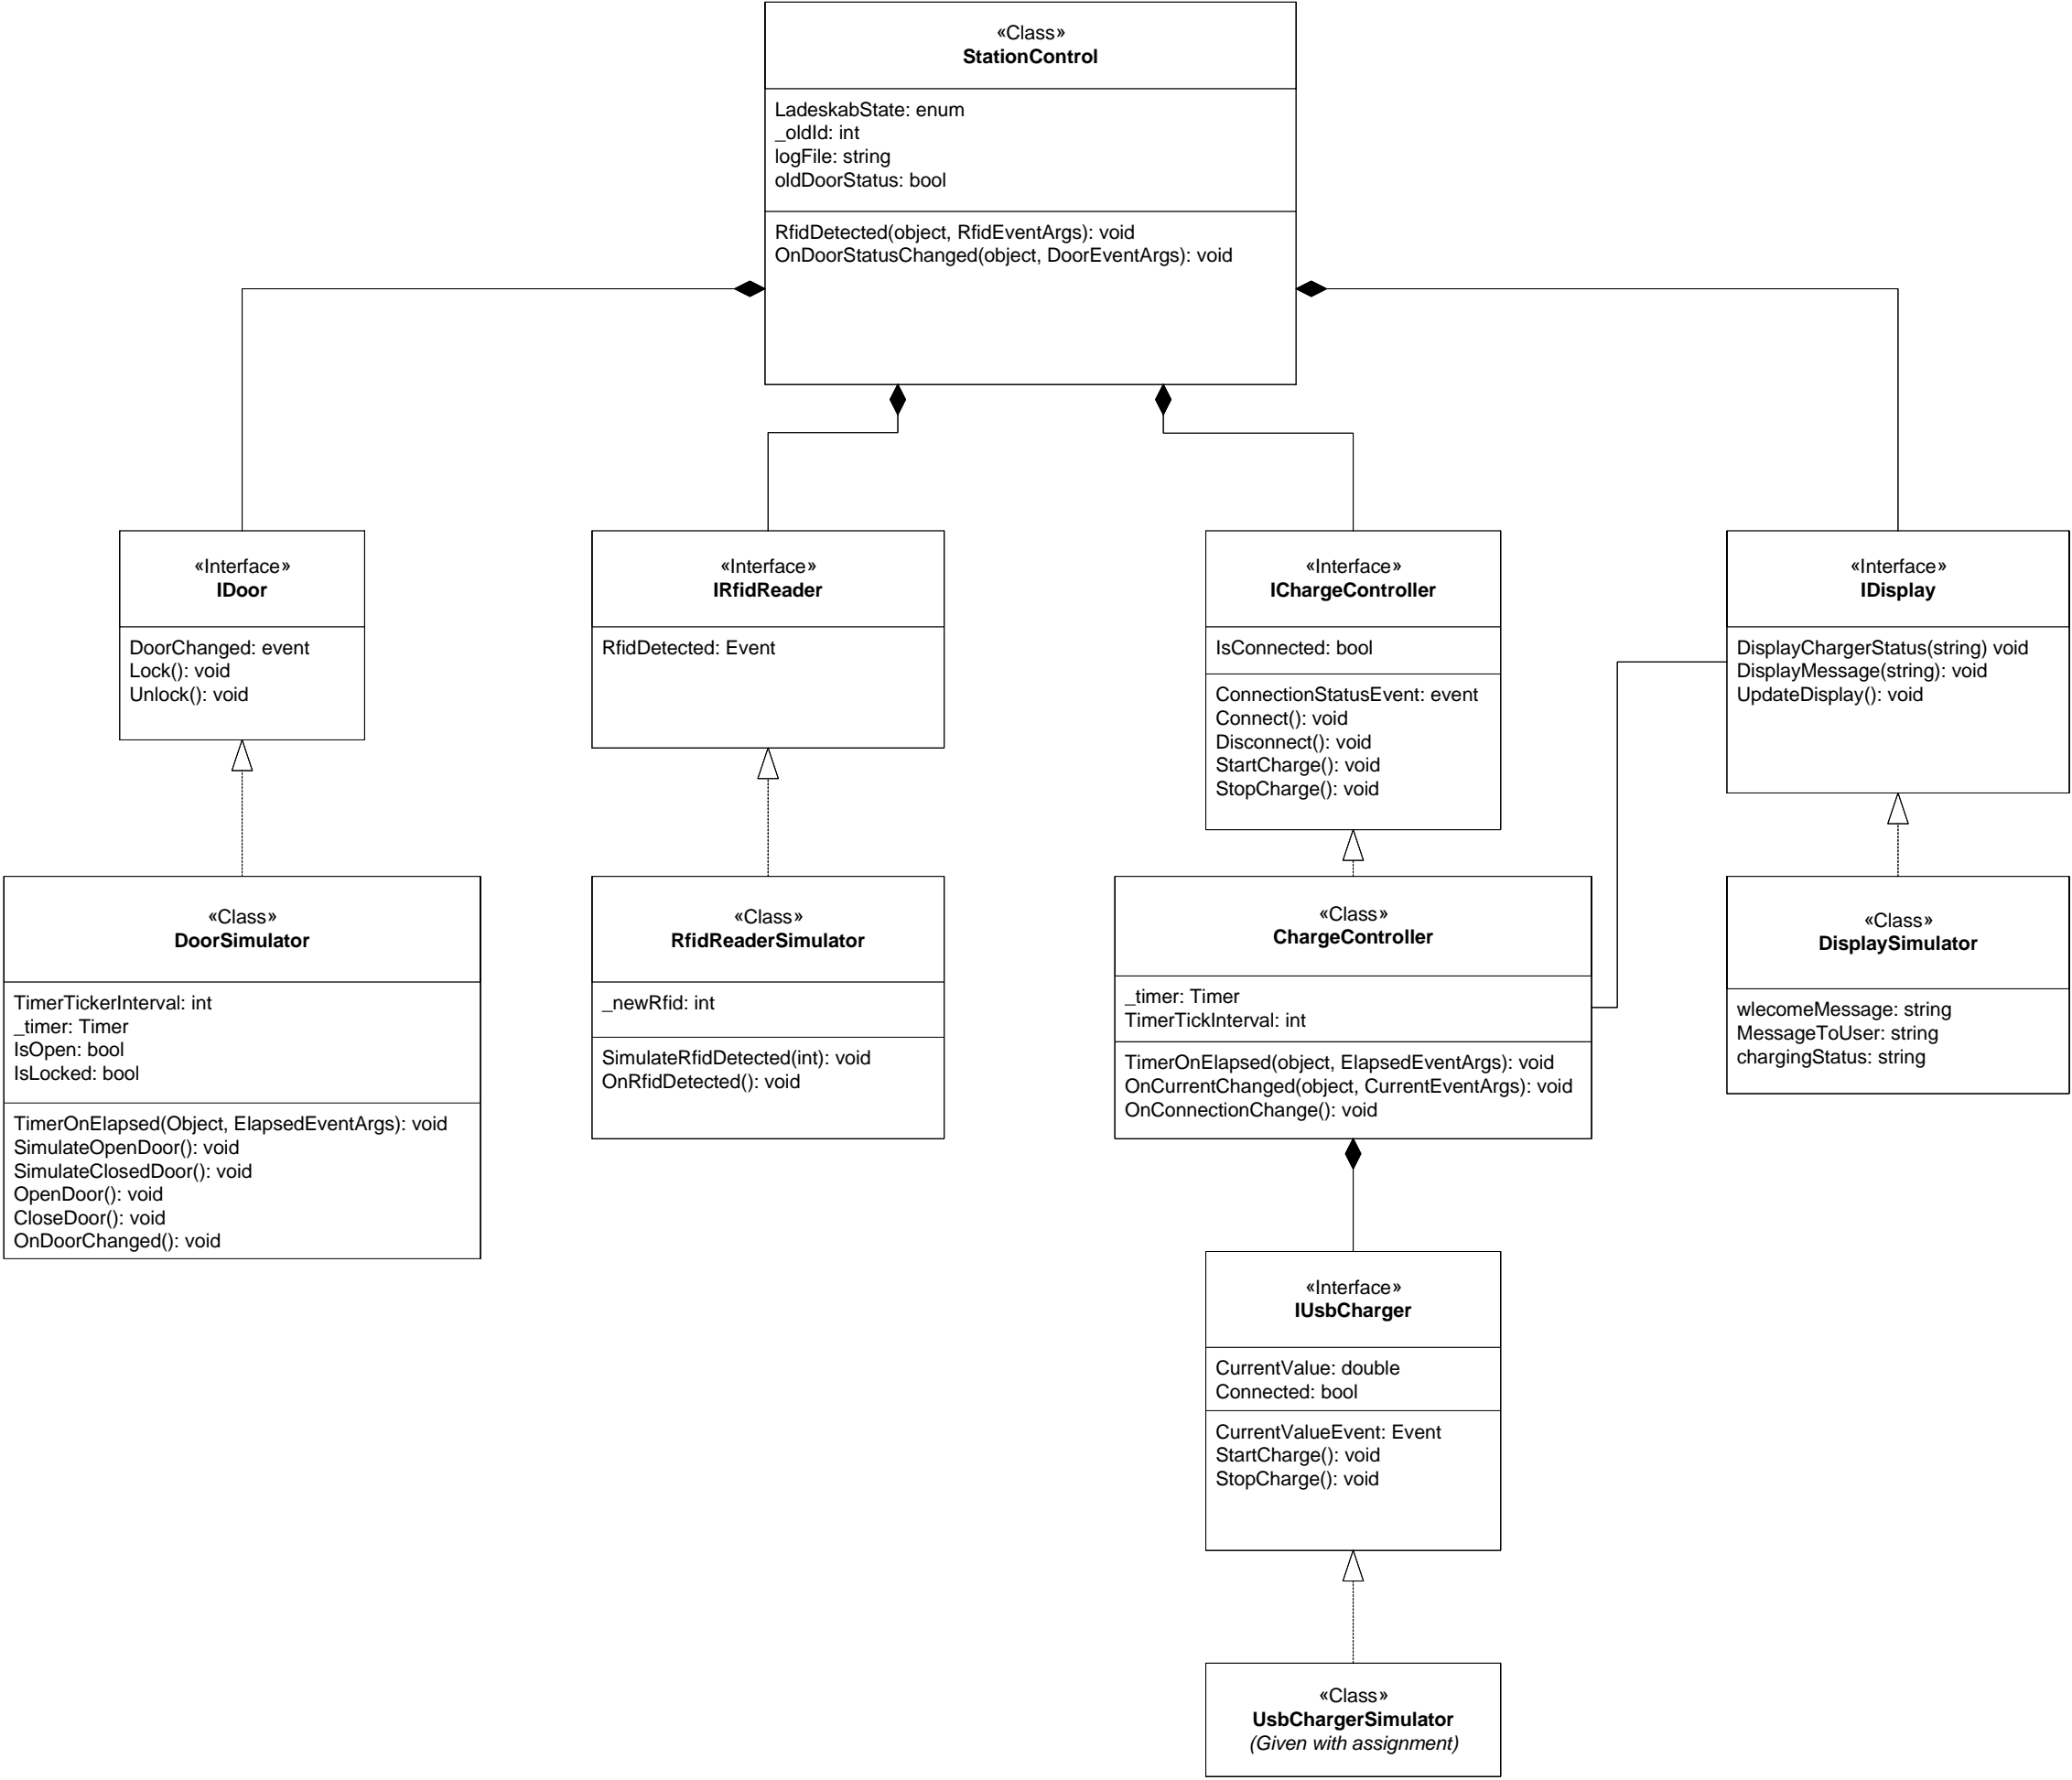 «Class»
StationControl
LadeskabState: enum
_oldId: int
logFile: string
oldDoorStatus: bool
RfidDetected(object, RfidEventArgs): void
OnDoorStatusChanged(object, DoorEventArgs): void
«Interface»
IDoor
DoorChanged: event
Lock(): void
Unlock(): void
«Interface»
IRfidReader
RfidDetected: Event
«Interface»
IChargeController
IsConnected: bool
ConnectionStatusEvent: event
Connect(): void
Disconnect(): void
StartCharge(): void
StopCharge(): void
«Interface»
IDisplay
DisplayChargerStatus(string) void
DisplayMessage(string): void
UpdateDisplay(): void
«Class»
DoorSimulator
TimerTickerInterval: int
_timer: Timer
IsOpen: bool
IsLocked: bool
TimerOnElapsed(Object, ElapsedEventArgs): void
SimulateOpenDoor(): void
SimulateClosedDoor(): void
OpenDoor(): void
CloseDoor(): void
OnDoorChanged(): void
«Class»
RfidReaderSimulator
_newRfid: int
SimulateRfidDetected(int): void
OnRfidDetected(): void
«Class»
ChargeController
_timer: Timer
TimerTickInterval: int
TimerOnElapsed(object, ElapsedEventArgs): void
OnCurrentChanged(object, CurrentEventArgs): void
OnConnectionChange(): void
«Class»
DisplaySimulator
wlecomeMessage: string
MessageToUser: string
chargingStatus: string
«Interface»
IUsbCharger
CurrentValue: double
Connected: bool
CurrentValueEvent: Event
StartCharge(): void
StopCharge(): void
«Class»
UsbChargerSimulator
(Given with assignment)